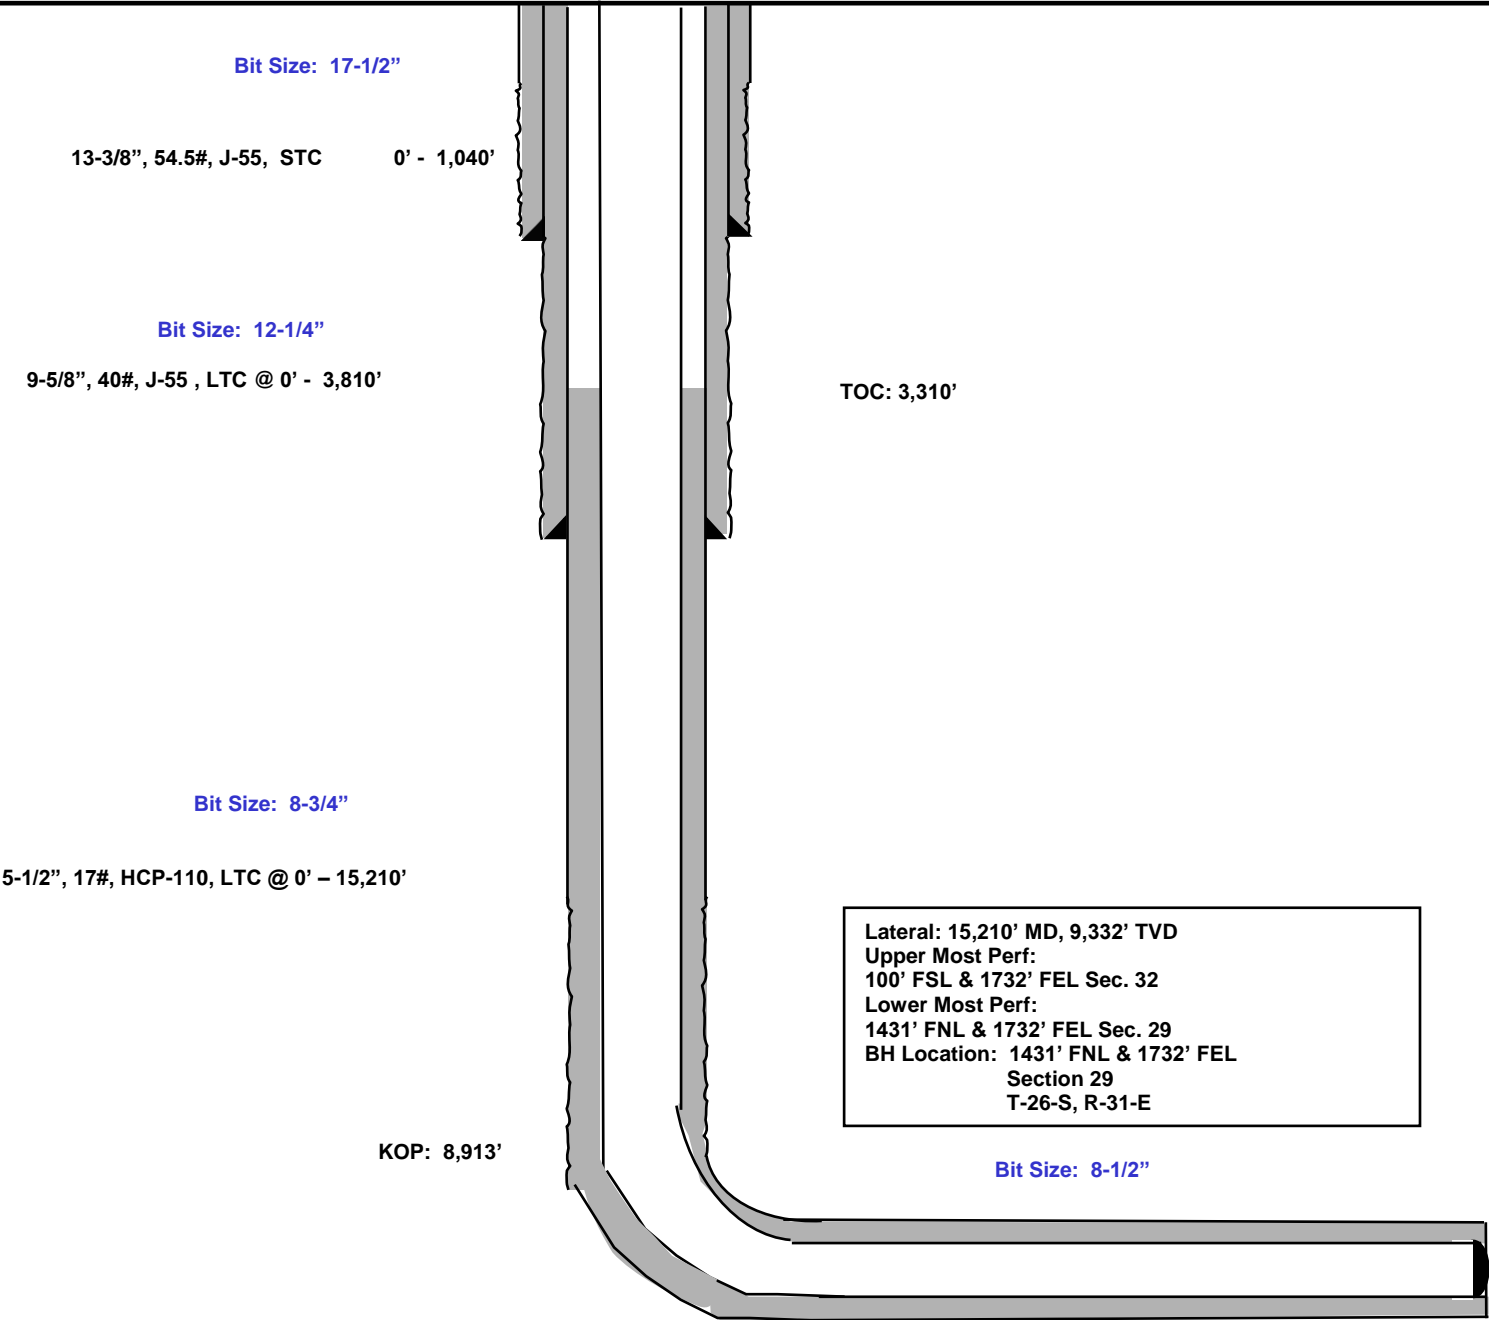 Bit Size: 17-1/2”
13-3/8”, 54.5#, J-55, STC 0’ - 1,040’
Bit Size: 12-1/4”
9-5/8”, 40#, J-55 , LTC @ 0’ - 3,810’
TOC: 3,310’
Bit Size: 8-3/4”
5-1/2”, 17#, HCP-110, LTC @ 0’ – 15,210’
Lateral: 15,210’ MD, 9,332’ TVD
Upper Most Perf:
100’ FSL & 1732’ FEL Sec. 32
Lower Most Perf:
1431’ FNL & 1732’ FEL Sec. 29
BH Location: 1431’ FNL & 1732’ FEL
Section 29
T-26-S, R-31-E
KOP: 8,913’
Bit Size: 8-1/2”